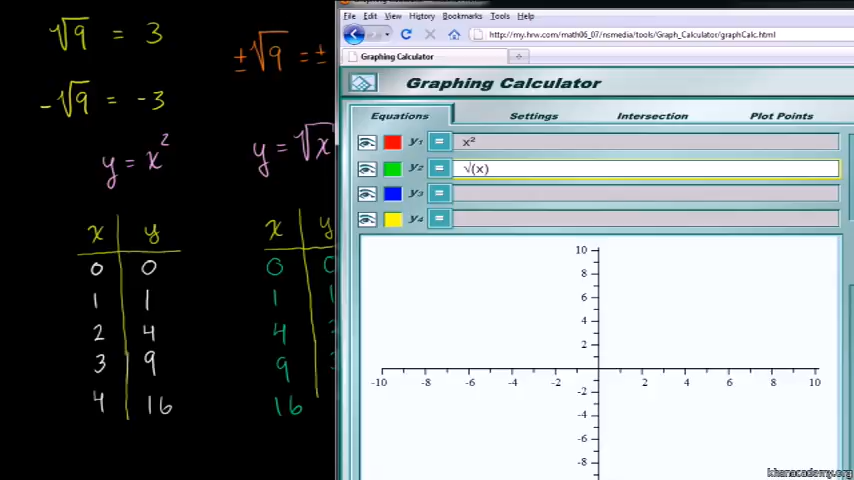 √9 = 3
-√9 = -3
±√9 = ±
y = x²
y = √x
x y
0 0
1 1
2 4
3 9
4 16
x y
0 0
1 1
4
9
16
File Edit View History Bookmarks Tools Help
http://my.hrw.com/math06_07/nsmedia/tools/Graph_Calculator/graphCalc.html
Graphing Calculator
Graphing Calculator
Equations Settings Intersection Plot Points
y₁ = x²
y₂ = √(x)
y₃ =
y₄ =
10
8
6
4
2
-10 -8 -6 -4 -2 2 4 6 8 10
-2
-4
-6
-8
khanacademy.org